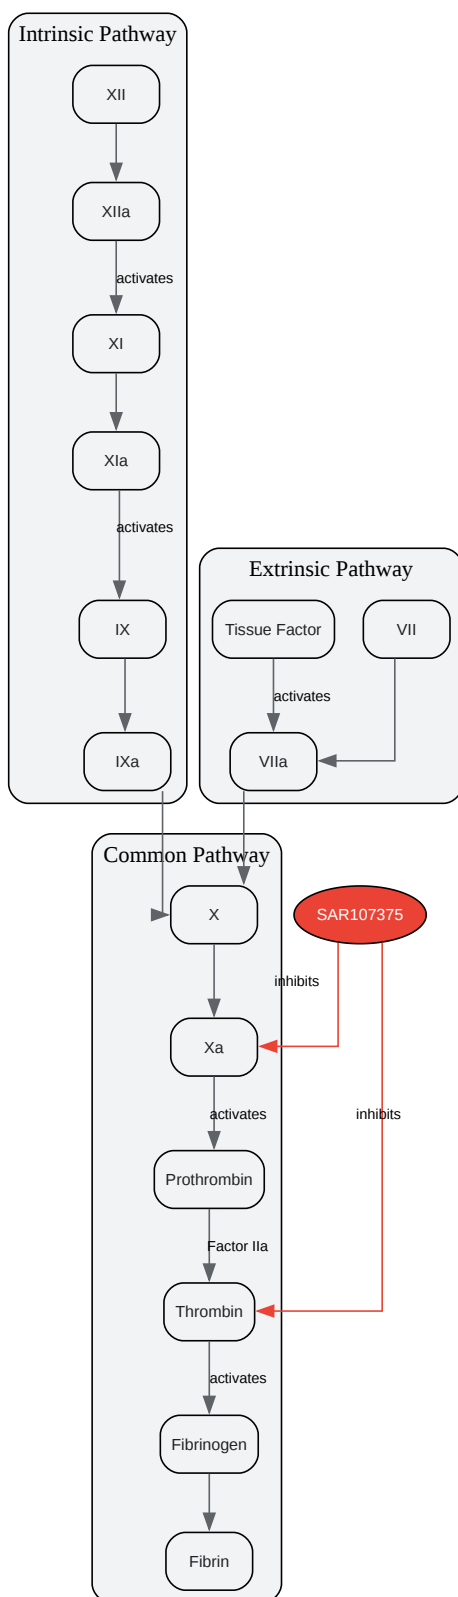 Intrinsic Pathway
XII
XIIa
activates
XI
XIa
activates
IX
IXa
Extrinsic Pathway
Tissue Factor
VII
activates
VIIa
Common Pathway
X
SAR107375
inhibits
Xa
activates
inhibits
Prothrombin
Factor IIa
Thrombin
activates
Fibrinogen
Fibrin